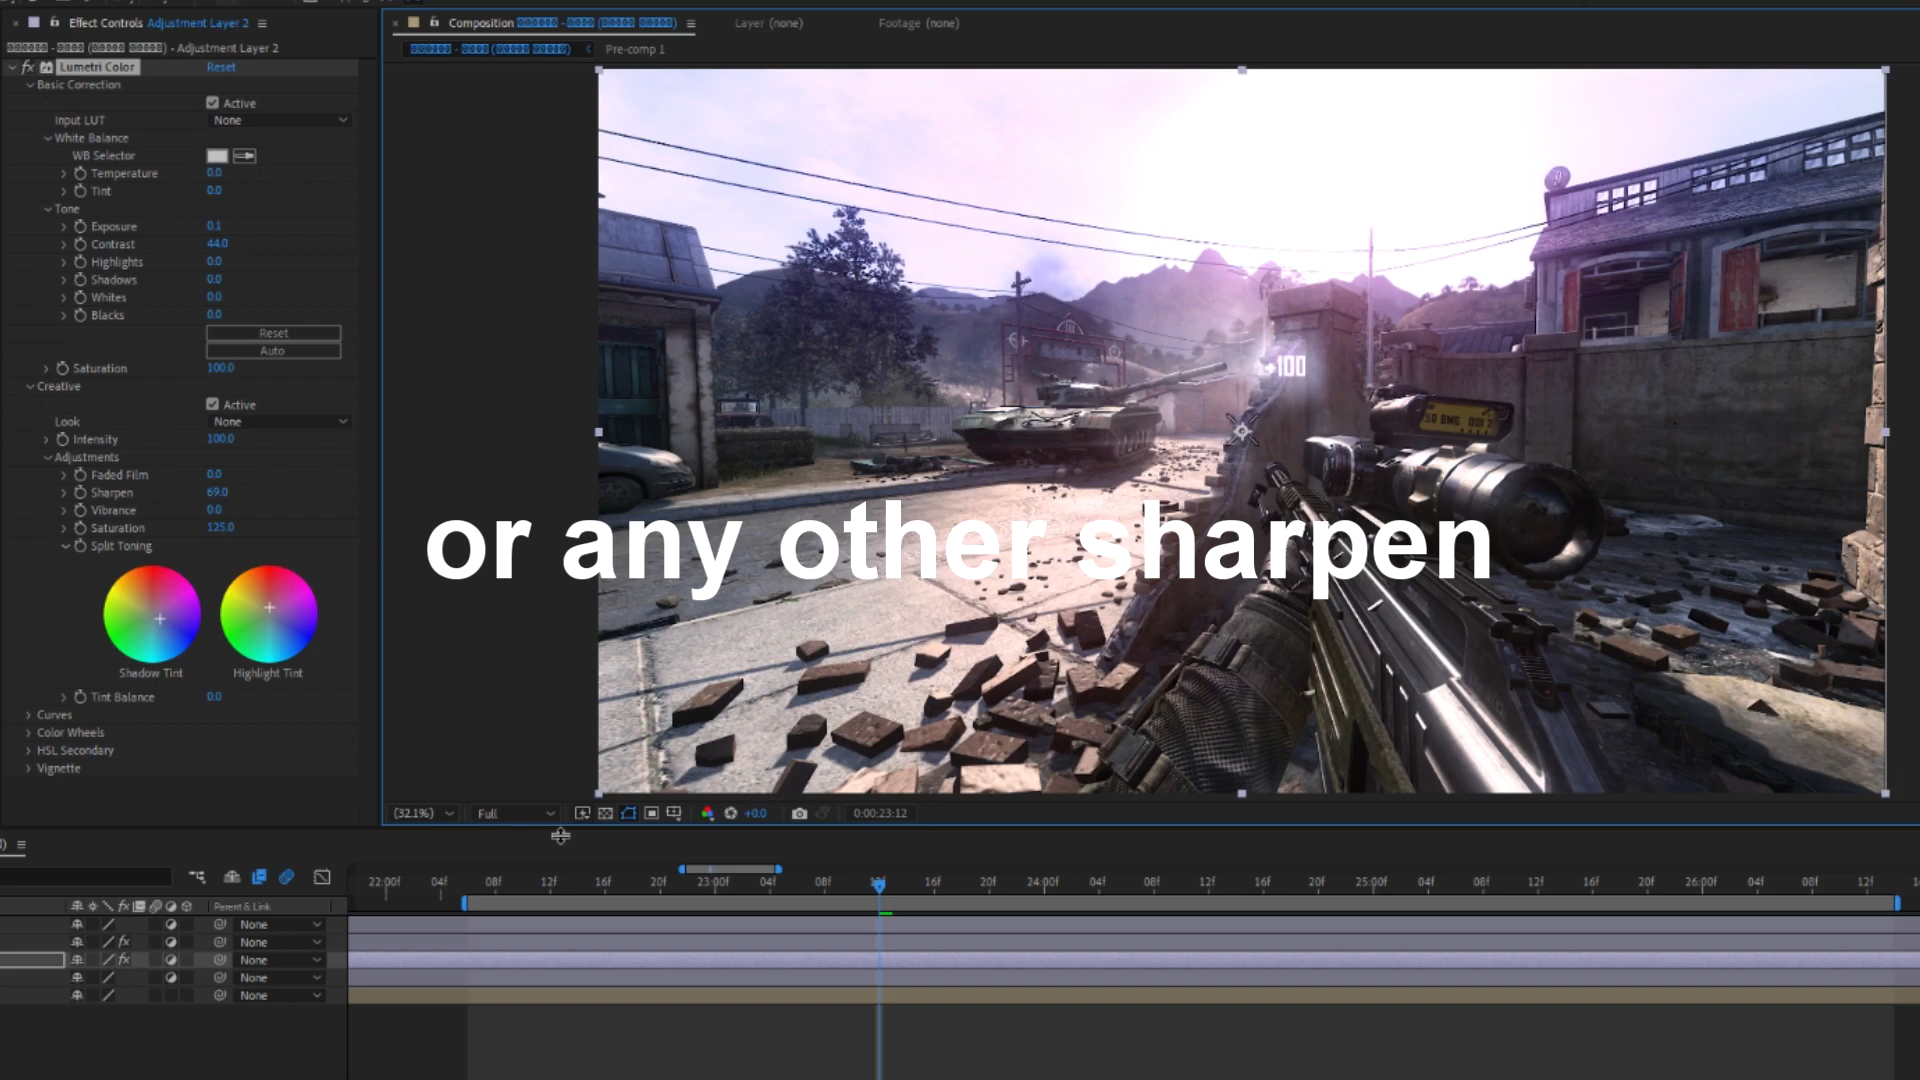 Effect Controls Adjustment Layer 2
- Adjustment Layer 2
fx Lumetri Color Reset
Basic Correction
Active
Input LUT None
White Balance
WB Selector
Temperature 0.0
Tint 0.0
Tone
Exposure 0.1
Contrast 44.0
Highlights 0.0
Shadows 0.0
Whites 0.0
Blacks 0.0
Reset
Auto
Saturation 100.0
Creative
Active
Look None
Intensity 100.0
Adjustments
Faded Film 0.0
Sharpen 69.0
Vibrance 0.0
Saturation 125.0
Split Toning
Shadow Tint Highlight Tint
Tint Balance 0.0
Curves
Color Wheels
HSL Secondary
Vignette
Composition
Layer (none)
Footage (none)
Pre-comp 1
+100
50 BMG
or any other sharpen
(32.1%) Full +0.0 0:00:23:12
22:00f 04f 08f 12f 16f 20f 23:00f 04f 08f 12f 16f 20f 24:00f 04f 08f 12f 16f 20f 25:00f 04f 08f 12f 16f 20f 26:00f 04f 08f 12f
fx Parent & Link
None
fx None
fx None
None
None